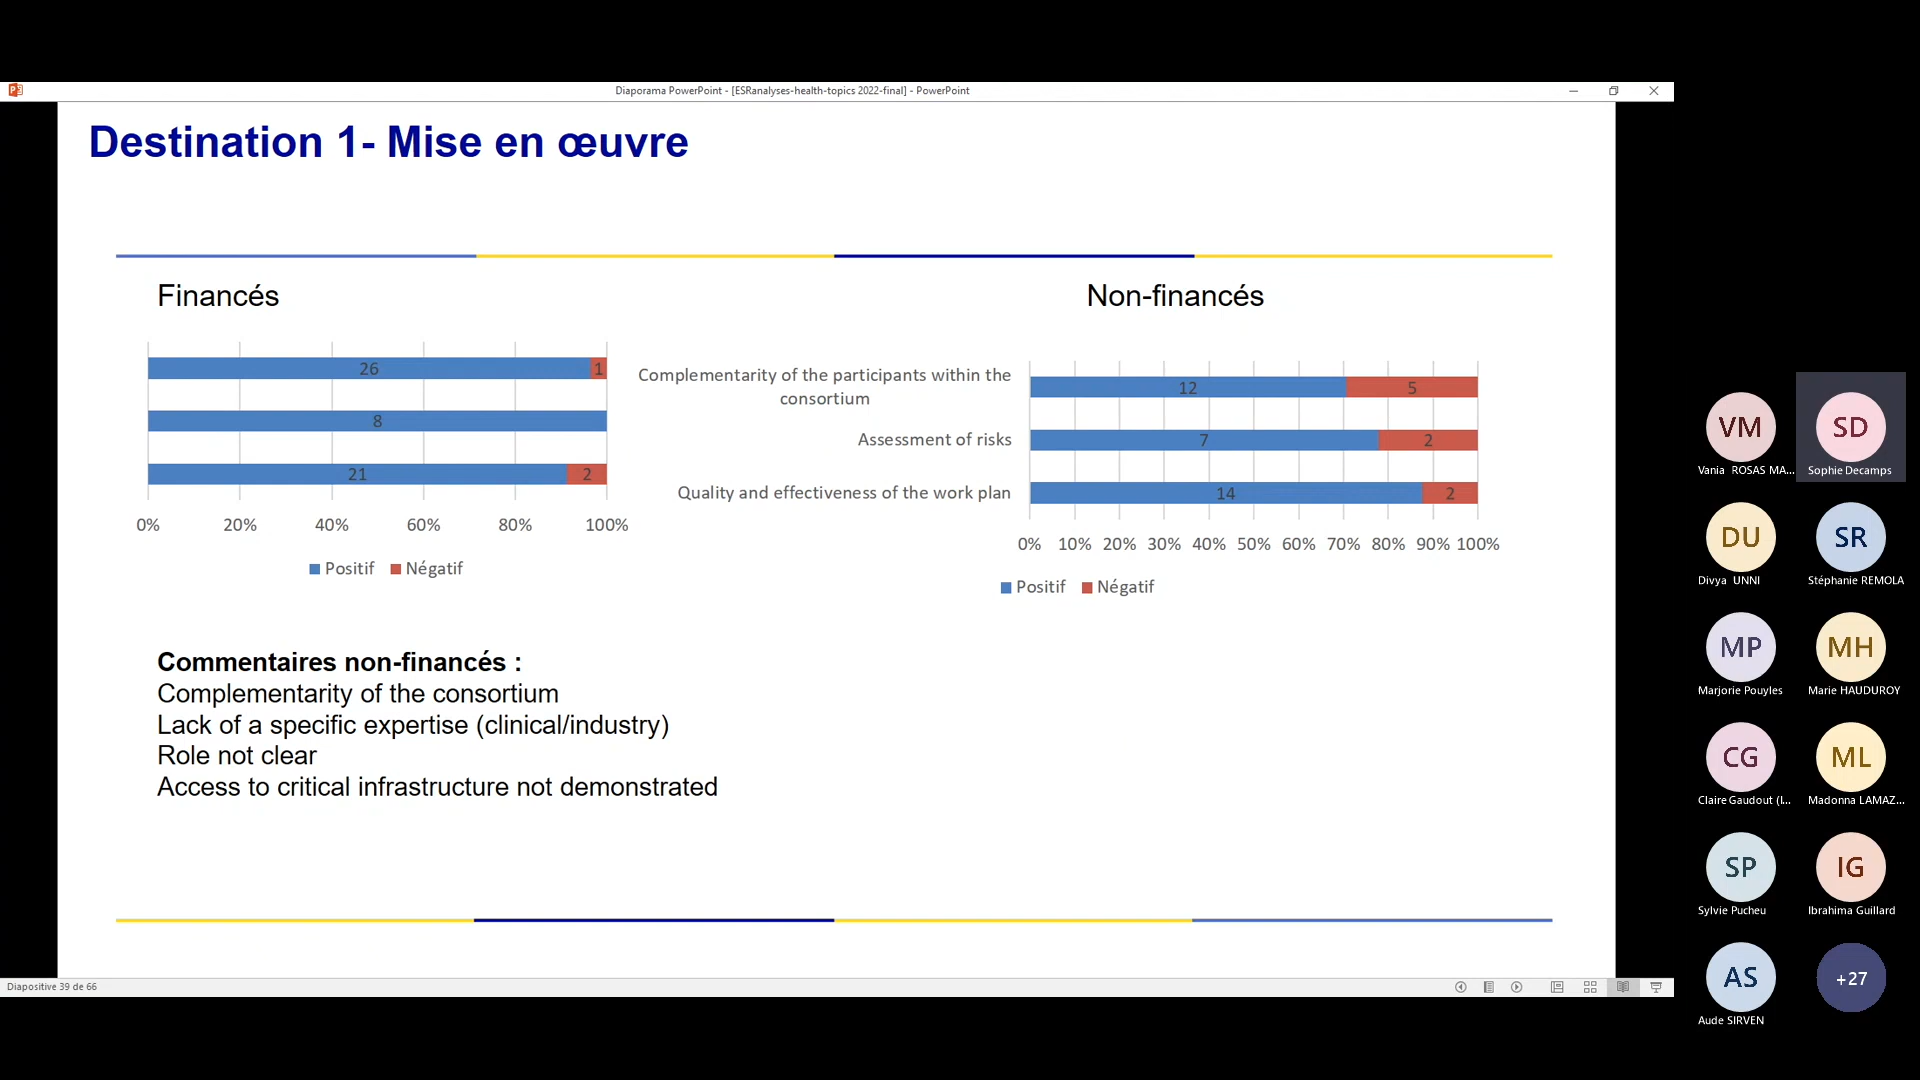 Diaporama PowerPoint - [ESRanalyses-health-topics 2022-final] - PowerPoint
Destination 1- Mise en œuvre
Financés
26
1
8
21
2
0% 20% 40% 60% 80% 100%
Positif Négatif
Non-financés
Complementarity of the participants within the
consortium
12
5
Assessment of risks
7
2
Quality and effectiveness of the work plan
14
2
0% 10% 20% 30% 40% 50% 60% 70% 80% 90% 100%
Positif Négatif
Commentaires non-financés :
Complementarity of the consortium
Lack of a specific expertise (clinical/industry)
Role not clear
Access to critical infrastructure not demonstrated
Diapositive 39 de 66
VM
Vania ROSAS MA...
SD
Sophie Decamps
DU
Divya UNNI
SR
Stéphanie REMOLA
MP
Marjorie Pouyles
MH
Marie HAUDUROY
CG
Claire Gaudout (I...
ML
Madonna LAMAZ...
SP
Sylvie Pucheu
IG
Ibrahima Guillard
AS
Aude SIRVEN
+27